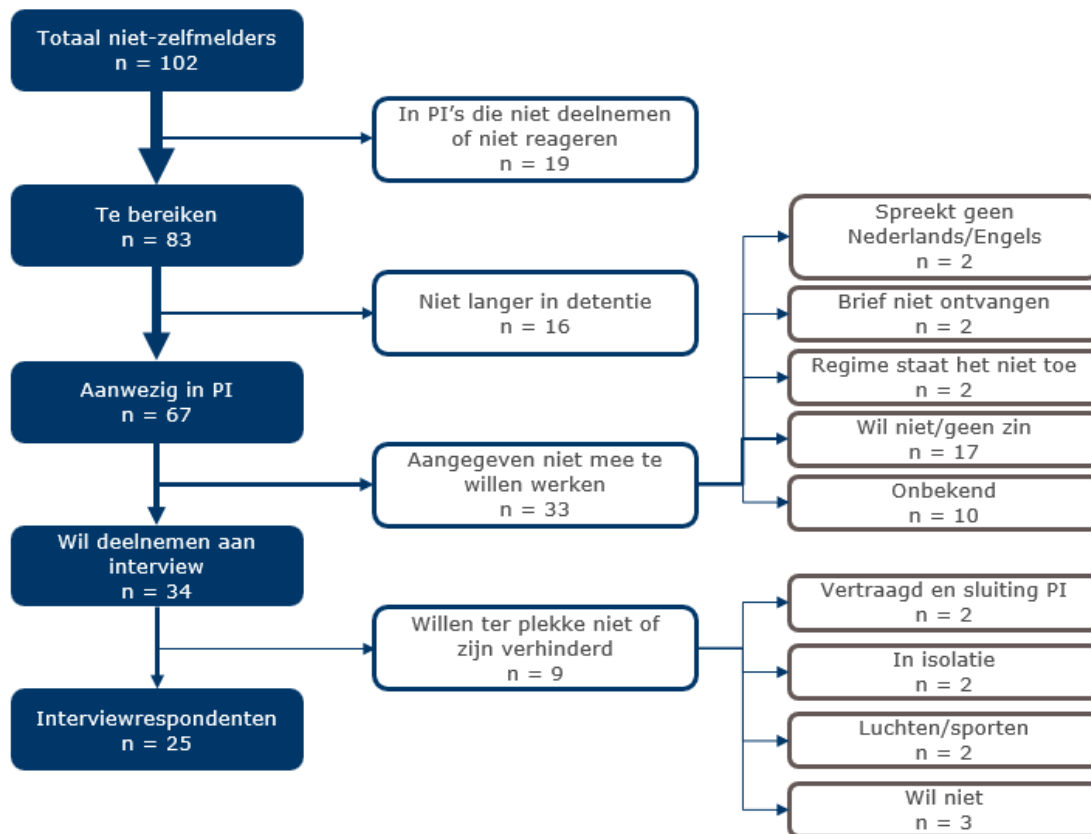 Totaal niet-zelfmelders
n = 102
In PI's die niet deelnemen
of niet reageren
n = 19
Te bereiken
n = 83
Niet langer in detentie
n = 16
Aanwezig in PI
n = 67
Aangegeven niet mee te
willen werken
n = 33
Spreekt geen
Nederlands/Engels
n = 2
Brief niet ontvangen
n = 2
Regime staat het niet toe
n = 2
Wil niet/geen zin
n = 17
Onbekend
n = 10
Wil deelnemen aan
interview
n = 34
Willen ter plekke niet of
zijn verhinderd
n = 9
Vertraagd en sluiting PI
n = 2
In isolatie
n = 2
Luchten/sporten
n = 2
Wil niet
n = 3
Interviewrespondenten
n = 25